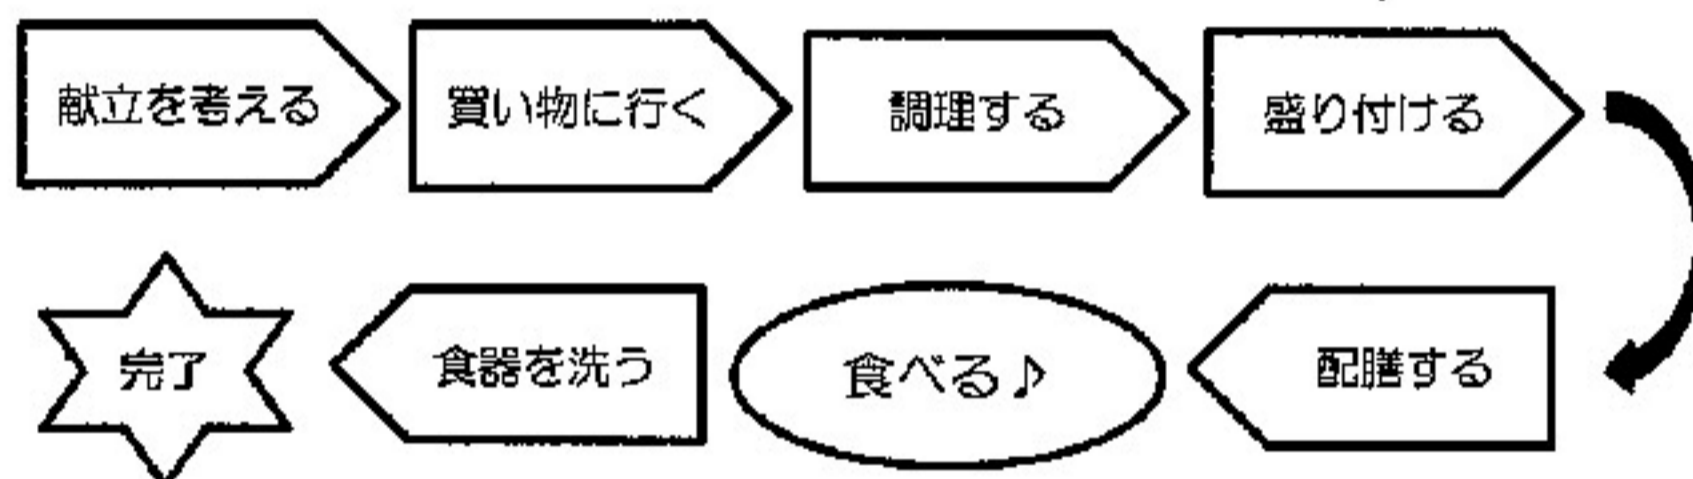 献立を考える
買い物に行く
調理する
盛り付ける
配膳する
食べる♪
食器を洗う
完了